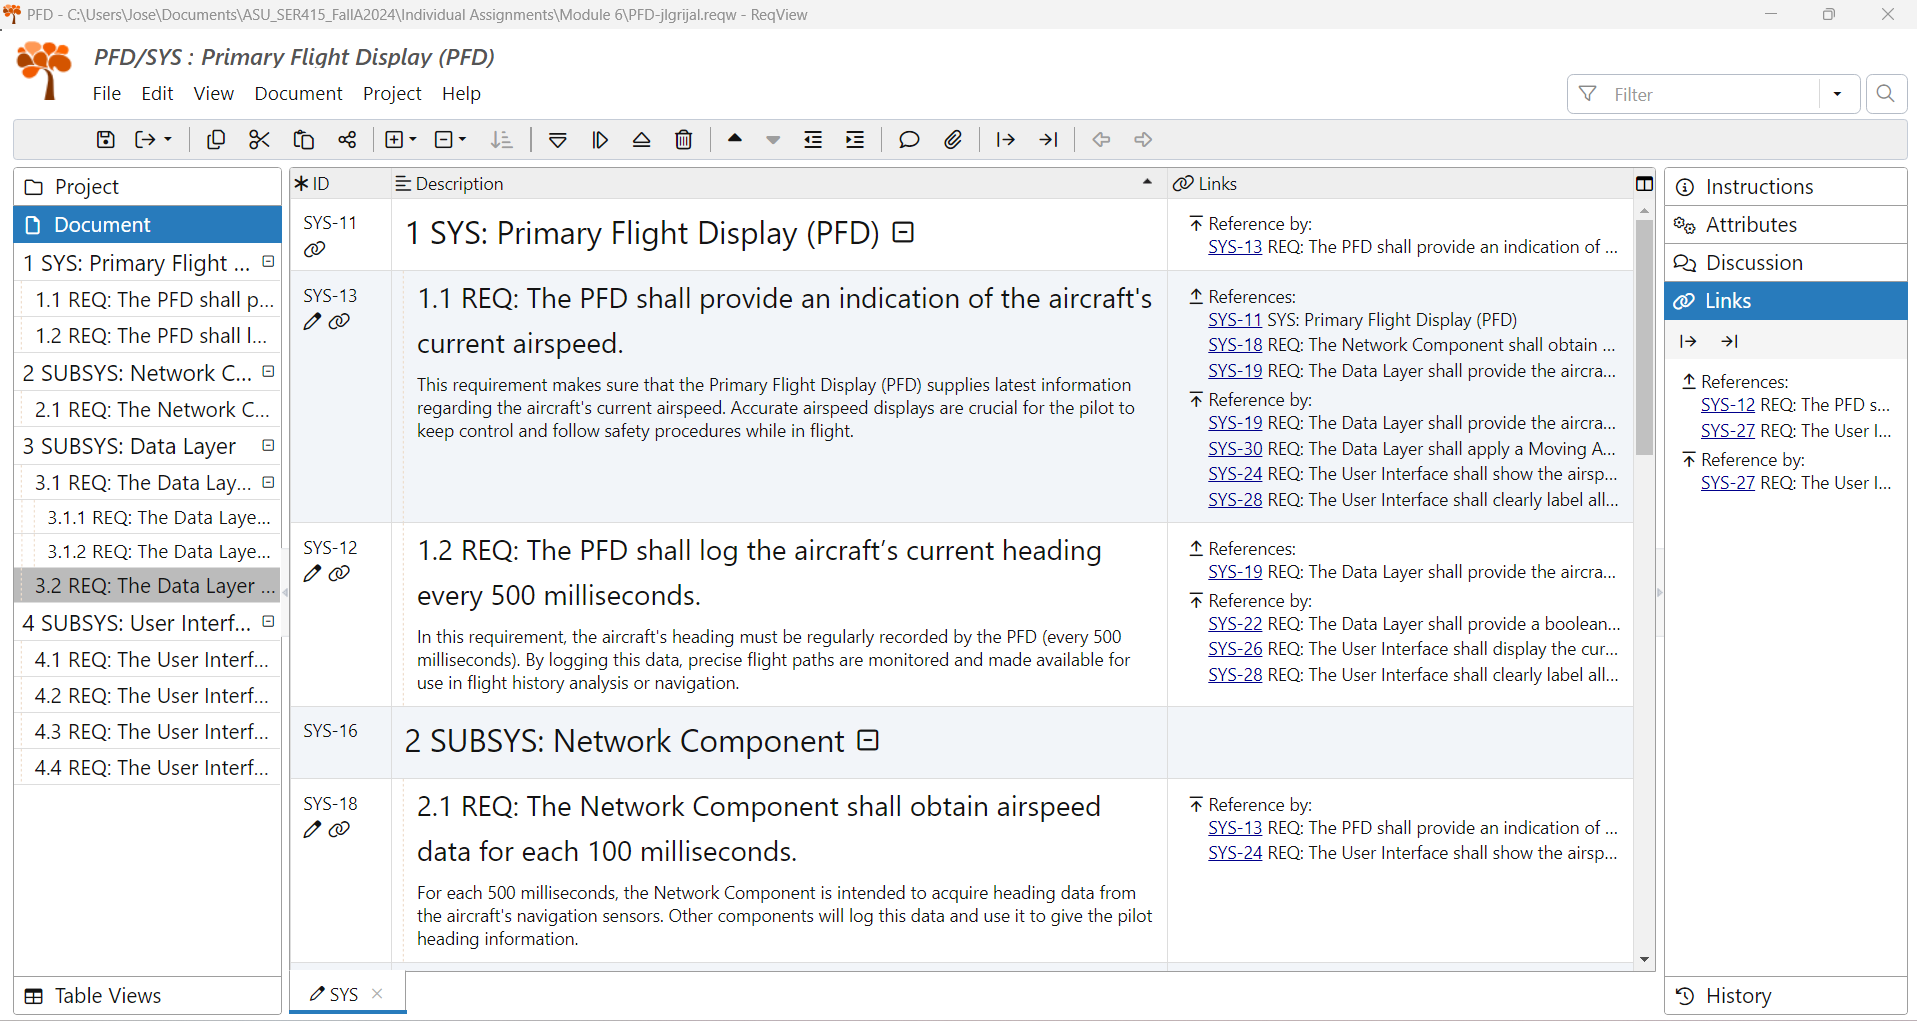 PFD - C:\Users\Jose\Documents\ASU_SER415_FallA2024\Individual Assignments\Module 6\PFD-jlgrijal.reqw - ReqView
PFD/SYS : Primary Flight Display (PFD)
File Edit View Document Project Help
Filter
Project
Document
1 SYS: Primary Flight ...
1.1 REQ: The PFD shall p...
1.2 REQ: The PFD shall l...
2 SUBSYS: Network C...
2.1 REQ: The Network C...
3 SUBSYS: Data Layer
3.1 REQ: The Data Lay...
3.1.1 REQ: The Data Laye...
3.1.2 REQ: The Data Laye...
3.2 REQ: The Data Layer ...
4 SUBSYS: User Interf...
4.1 REQ: The User Interf...
4.2 REQ: The User Interf...
4.3 REQ: The User Interf...
4.4 REQ: The User Interf...
Table Views
ID Description Links
SYS-11
1 SYS: Primary Flight Display (PFD)
Reference by:
SYS-13 REQ: The PFD shall provide an indication of ...
SYS-13
1.1 REQ: The PFD shall provide an indication of the aircraft's
current airspeed.
This requirement makes sure that the Primary Flight Display (PFD) supplies latest information
regarding the aircraft's current airspeed. Accurate airspeed displays are crucial for the pilot to
keep control and follow safety procedures while in flight.
References:
SYS-11 SYS: Primary Flight Display (PFD)
SYS-18 REQ: The Network Component shall obtain ...
SYS-19 REQ: The Data Layer shall provide the aircra...
Reference by:
SYS-19 REQ: The Data Layer shall provide the aircra...
SYS-30 REQ: The Data Layer shall apply a Moving A...
SYS-24 REQ: The User Interface shall show the airsp...
SYS-28 REQ: The User Interface shall clearly label all...
SYS-12
1.2 REQ: The PFD shall log the aircraft’s current heading
every 500 milliseconds.
In this requirement, the aircraft's heading must be regularly recorded by the PFD (every 500
milliseconds). By logging this data, precise flight paths are monitored and made available for
use in flight history analysis or navigation.
References:
SYS-19 REQ: The Data Layer shall provide the aircra...
Reference by:
SYS-22 REQ: The Data Layer shall provide a boolean...
SYS-26 REQ: The User Interface shall display the cur...
SYS-28 REQ: The User Interface shall clearly label all...
SYS-16
2 SUBSYS: Network Component
SYS-18
2.1 REQ: The Network Component shall obtain airspeed
data for each 100 milliseconds.
For each 500 milliseconds, the Network Component is intended to acquire heading data from
the aircraft's navigation sensors. Other components will log this data and use it to give the pilot
heading information.
Reference by:
SYS-13 REQ: The PFD shall provide an indication of ...
SYS-24 REQ: The User Interface shall show the airsp...
SYS
Instructions
Attributes
Discussion
Links
References:
SYS-12 REQ: The PFD s...
SYS-27 REQ: The User I...
Reference by:
SYS-27 REQ: The User I...
History